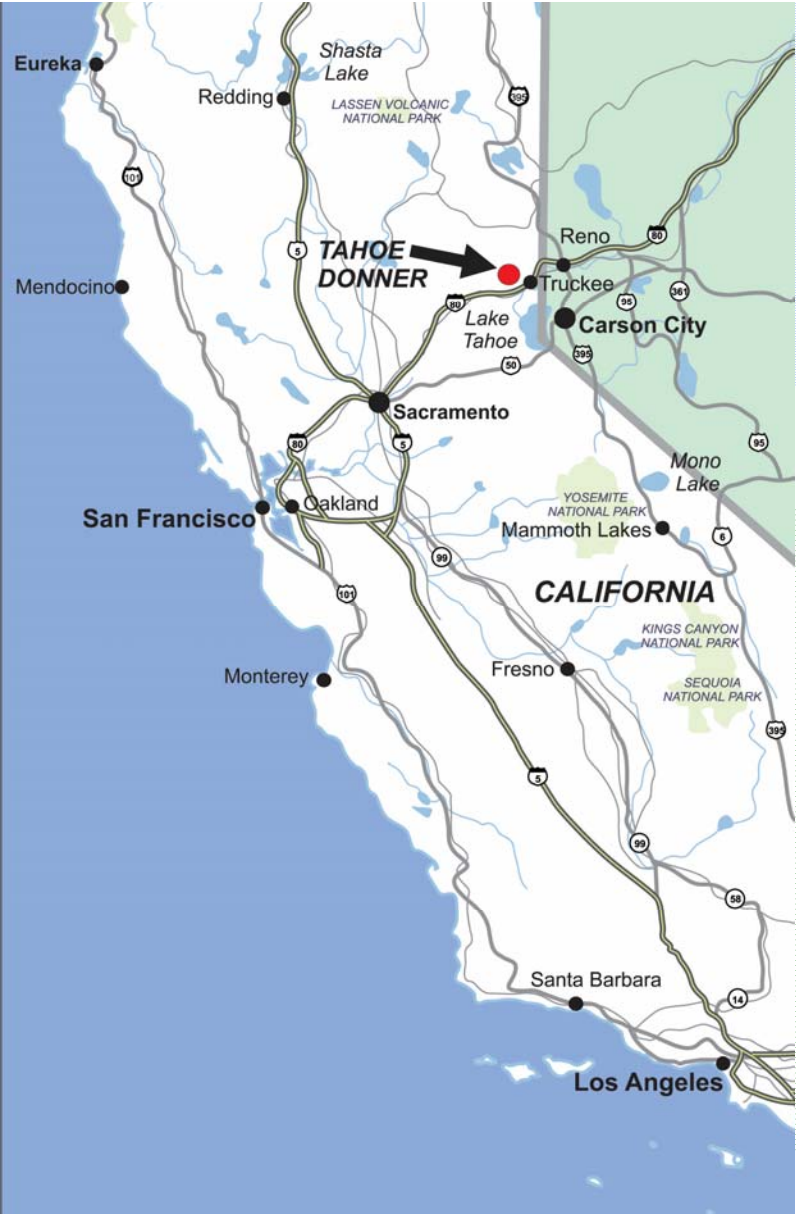 Eureka
Shasta
Lake
Redding
LASSEN VOLCANIC
NATIONAL PARK
395
101
80
Reno
5
TAHOE
DONNER
Mendocino
Truckee
361
95
80
Lake
Tahoe
Carson City
395
50
Sacramento
80
5
95
Mono
Lake
YOSEMITE
NATIONAL PARK
Oakland
San Francisco
Mammoth Lakes
6
99
CALIFORNIA
101
KINGS CANYON
NATIONAL PARK
Monterey
Fresno
SEQUOIA
NATIONAL PARK
395
5
99
58
Santa Barbara
14
Los Angeles